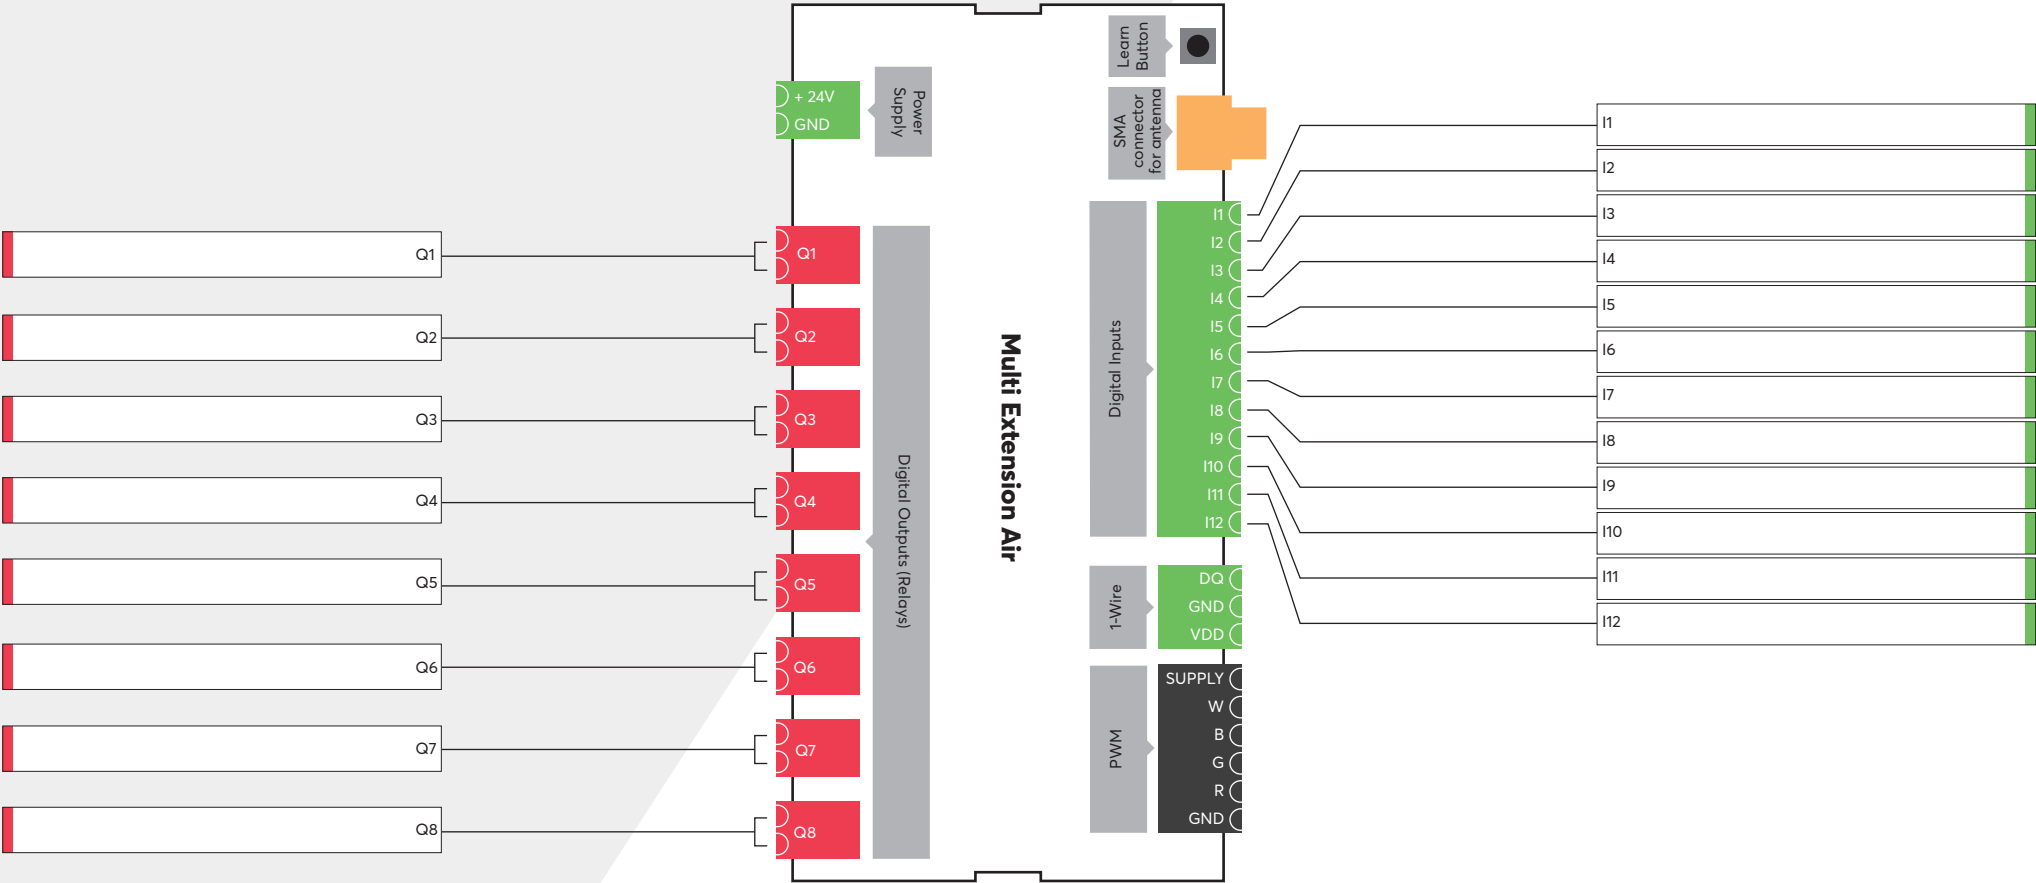 Q1
Q2
Q3
Q4
Q5
Q6
Q7
Q8
+ 24V
GND
Power
Supply
Q1
Q2
Q3
Q4
Q5
Q6
Q7
Q8
Digital Outputs (Relays)
Multi Extension Air
Learn
Button
SMA
connector
for antenna
Digital Inputs
I1
I2
I3
I4
I5
I6
I7
I8
I9
I10
I11
I12
1-Wire
DQ
GND
VDD
PWM
SUPPLY
W
B
G
R
GND
I1
I2
I3
I4
I5
I6
I7
I8
I9
I10
I11
I12